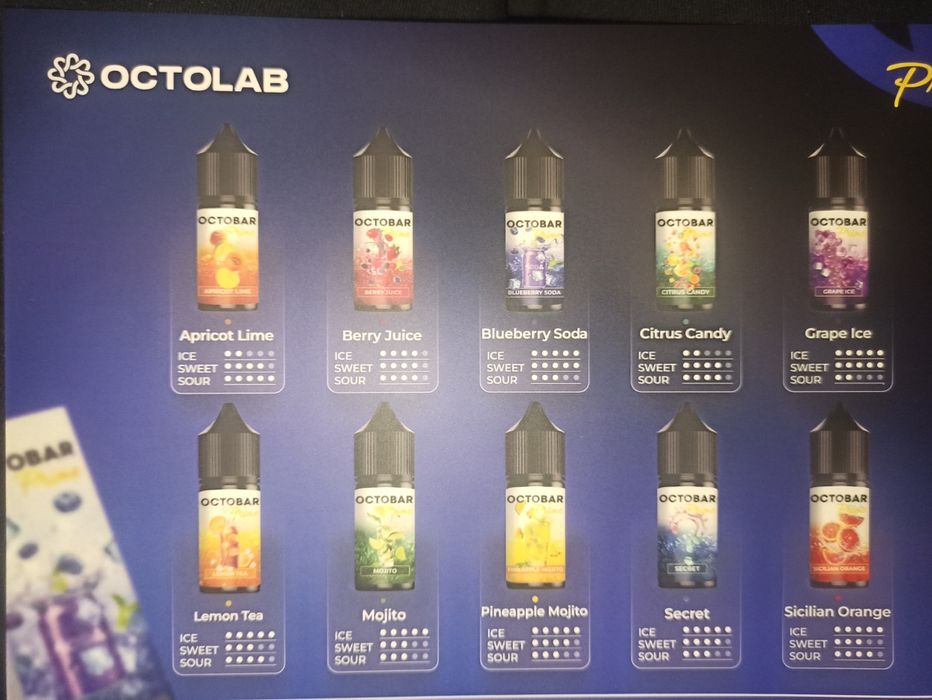 OCTOLAB
OCTOBAR
Prime
APRICOT LIME
OCTOBAR
BERRY JUICE
OCTOBAR
BLUEBERRY SODA
OCTOBAR
CITRUS CANDY
OCTOBAR
GRAPE ICE
Apricot Lime
ICE
SWEET
SOUR
Berry Juice
ICE
SWEET
SOUR
Blueberry Soda
ICE
SWEET
SOUR
Citrus Candy
ICE
SWEET
SOUR
Grape Ice
ICE
SWEET
SOUR
OBAR
Prime
OCTOBAR
LEMON TEA
OCTOBAR
MOJITO
OCTOBAR
PINEAPPLE MOJITO
OCTOBAR
SECRET
OCTOBAR
SICILIAN ORANGE
Lemon Tea
ICE
SWEET
SOUR
Mojito
ICE
SWEET
SOUR
Pineapple Mojito
ICE
SWEET
SOUR
Secret
ICE
SWEET
SOUR
Sicilian Orange
ICE
SWEET
SOUR